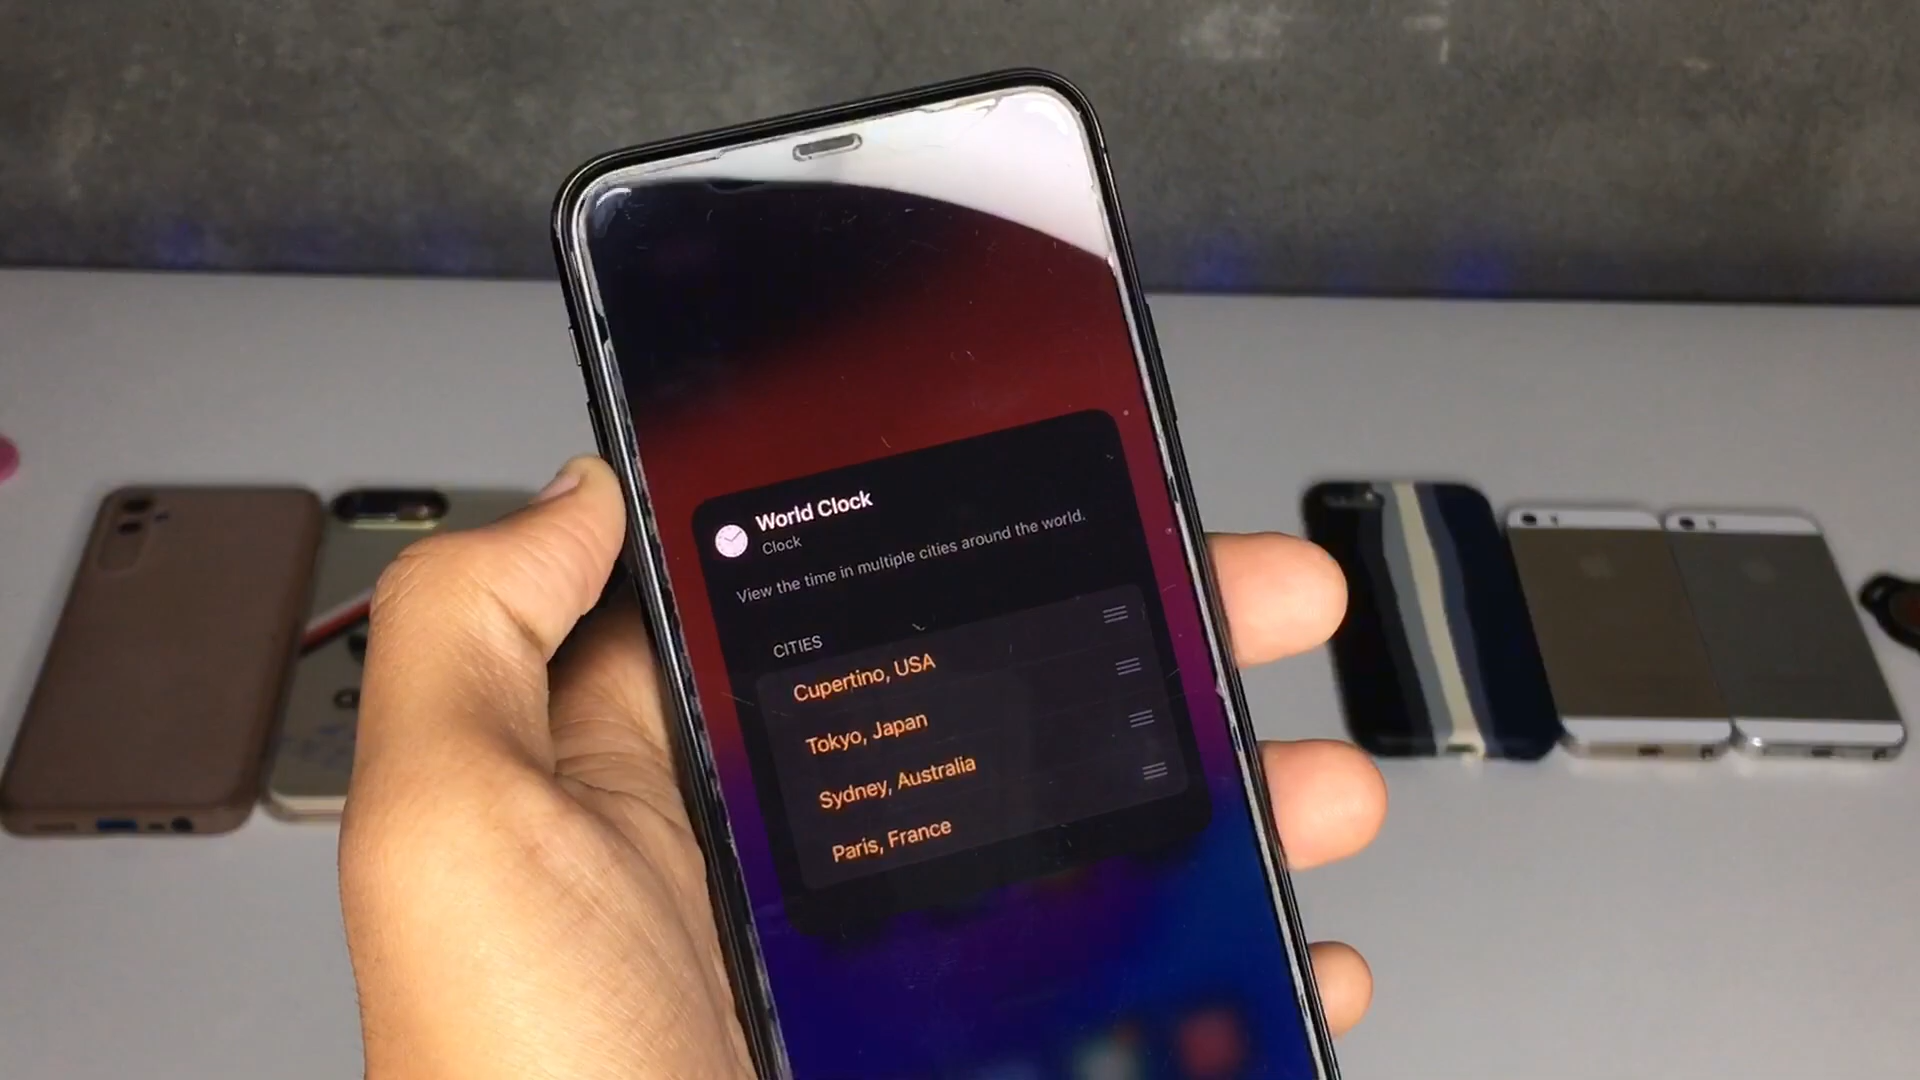 World Clock
Clock
View the time in multiple cities around the world.
CITIES
Cupertino, USA
Tokyo, Japan
Sydney, Australia
Paris, France